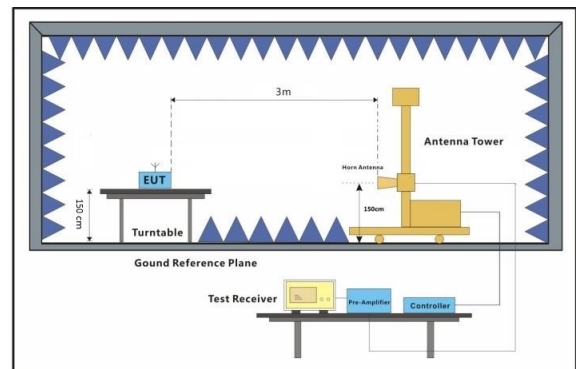 3m
Antenna Tower
Horn Antenna
EUT
150 cm
150cm
Turntable
Gound Reference Plane
Test Receiver
Pre-Amplifier
Controller